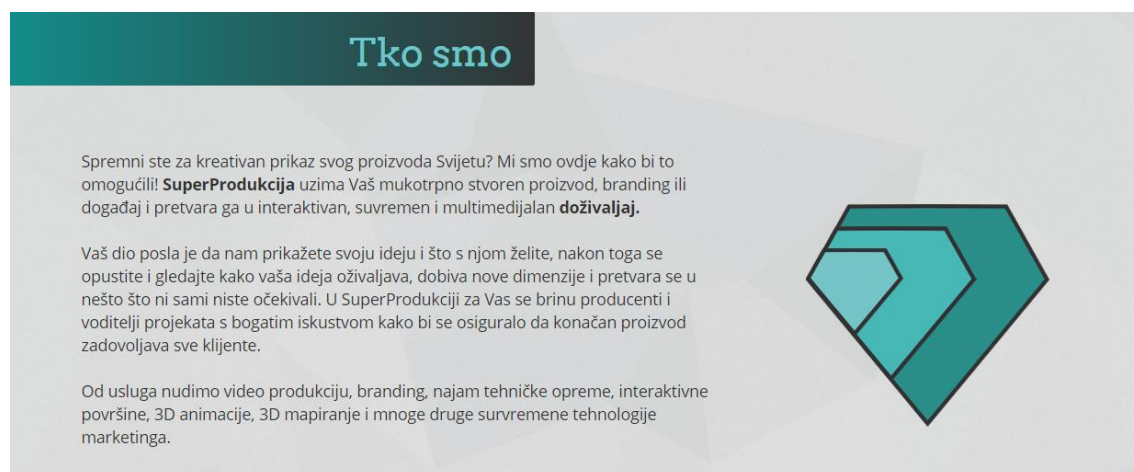 Tko smo
Spremni ste za kreativan prikaz svog proizvoda Svijetu? Mi smo ovdje kako bi to
omogućili! SuperProdukcija uzima Vaš mukotrpno stvoren proizvod, branding ili
događaj i pretvara ga u interaktivan, suvremen i multimedijalan doživaljaj.
Vaš dio posla je da nam prikažete svoju ideju i što s njom želite, nakon toga se
opustite i gledajte kako vaša ideja oživaljava, dobiva nove dimenzije i pretvara se u
nešto što ni sami niste očekivali. U SuperProdukciji za Vas se brinu producenti i
voditelji projekata s bogatim iskustvom kako bi se osiguralo da konačan proizvod
zadovoljava sve klijente.
Od usluga nudimo video produkciju, branding, najam tehničke opreme, interaktivne
površine, 3D animacije, 3D mapiranje i mnoge druge survremene tehnologije
marketinga.